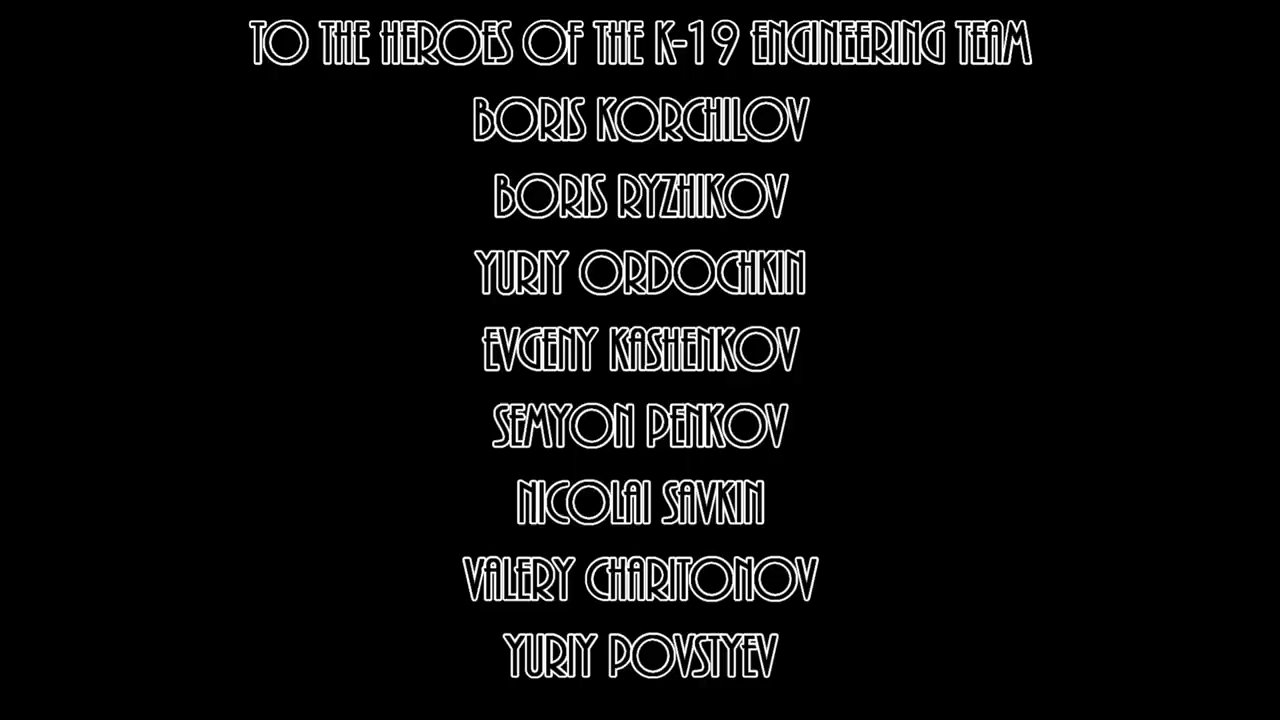 TO THE HEROES OF THE K-19 ENGINEERING TEAM
BORIS KORCHILOV
BORIS RYZHIKOV
YURIY ORDOCHKIN
EVGENY KASHENKOV
SEMYON PENKOV
NICOLAI SAVKIN
VALERY CHARITONOV
YURIY POVSTYEV